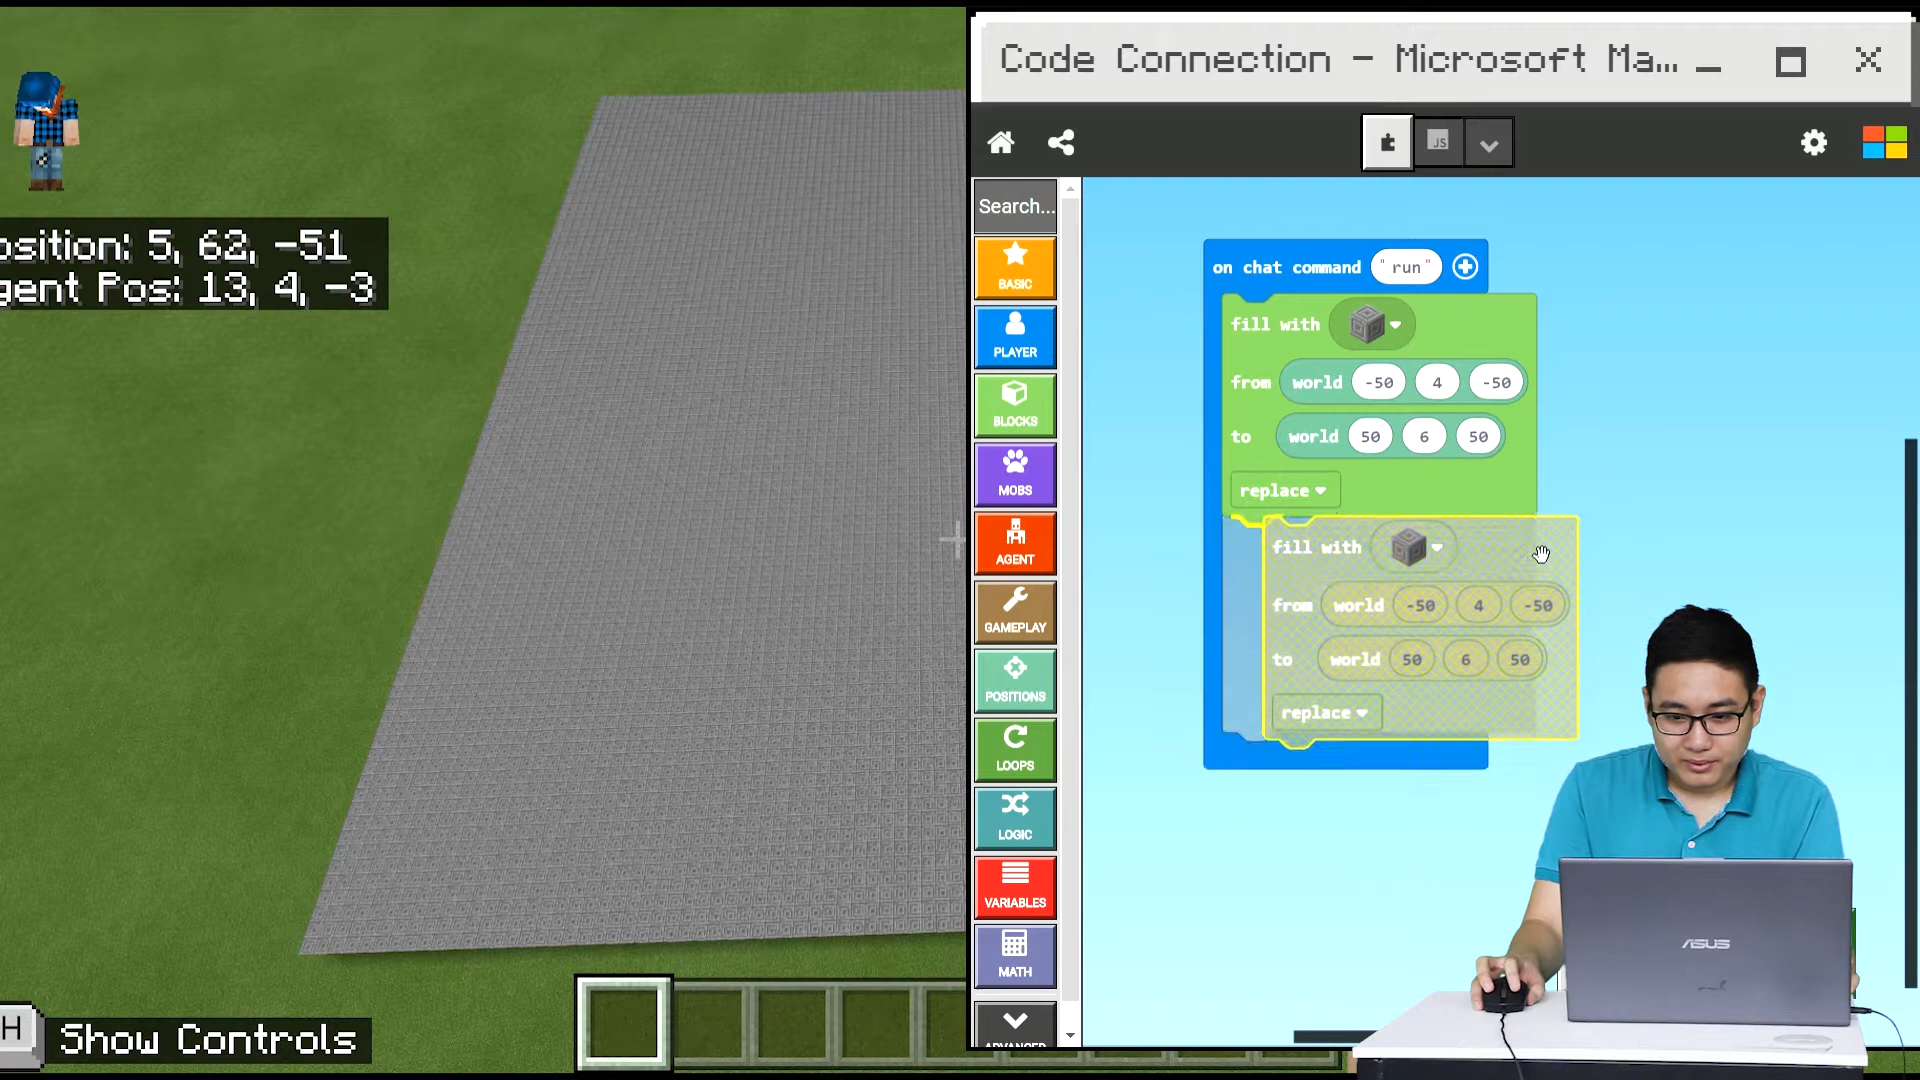 osition: 5, 62, -51
gent Pos: 13, 4, -3
H
Show Controls
Code Connection - Microsoft Ma...
JS
Search...
BASIC
PLAYER
BLOCKS
MOBS
AGENT
GAMEPLAY
POSITIONS
LOOPS
LOGIC
VARIABLES
MATH
ADVANCED
on chat command "run"
fill with
from world -50 4 -50
to world 50 6 50
replace
fill with
from world -50 4 -50
to world 50 6 50
replace
ASUS